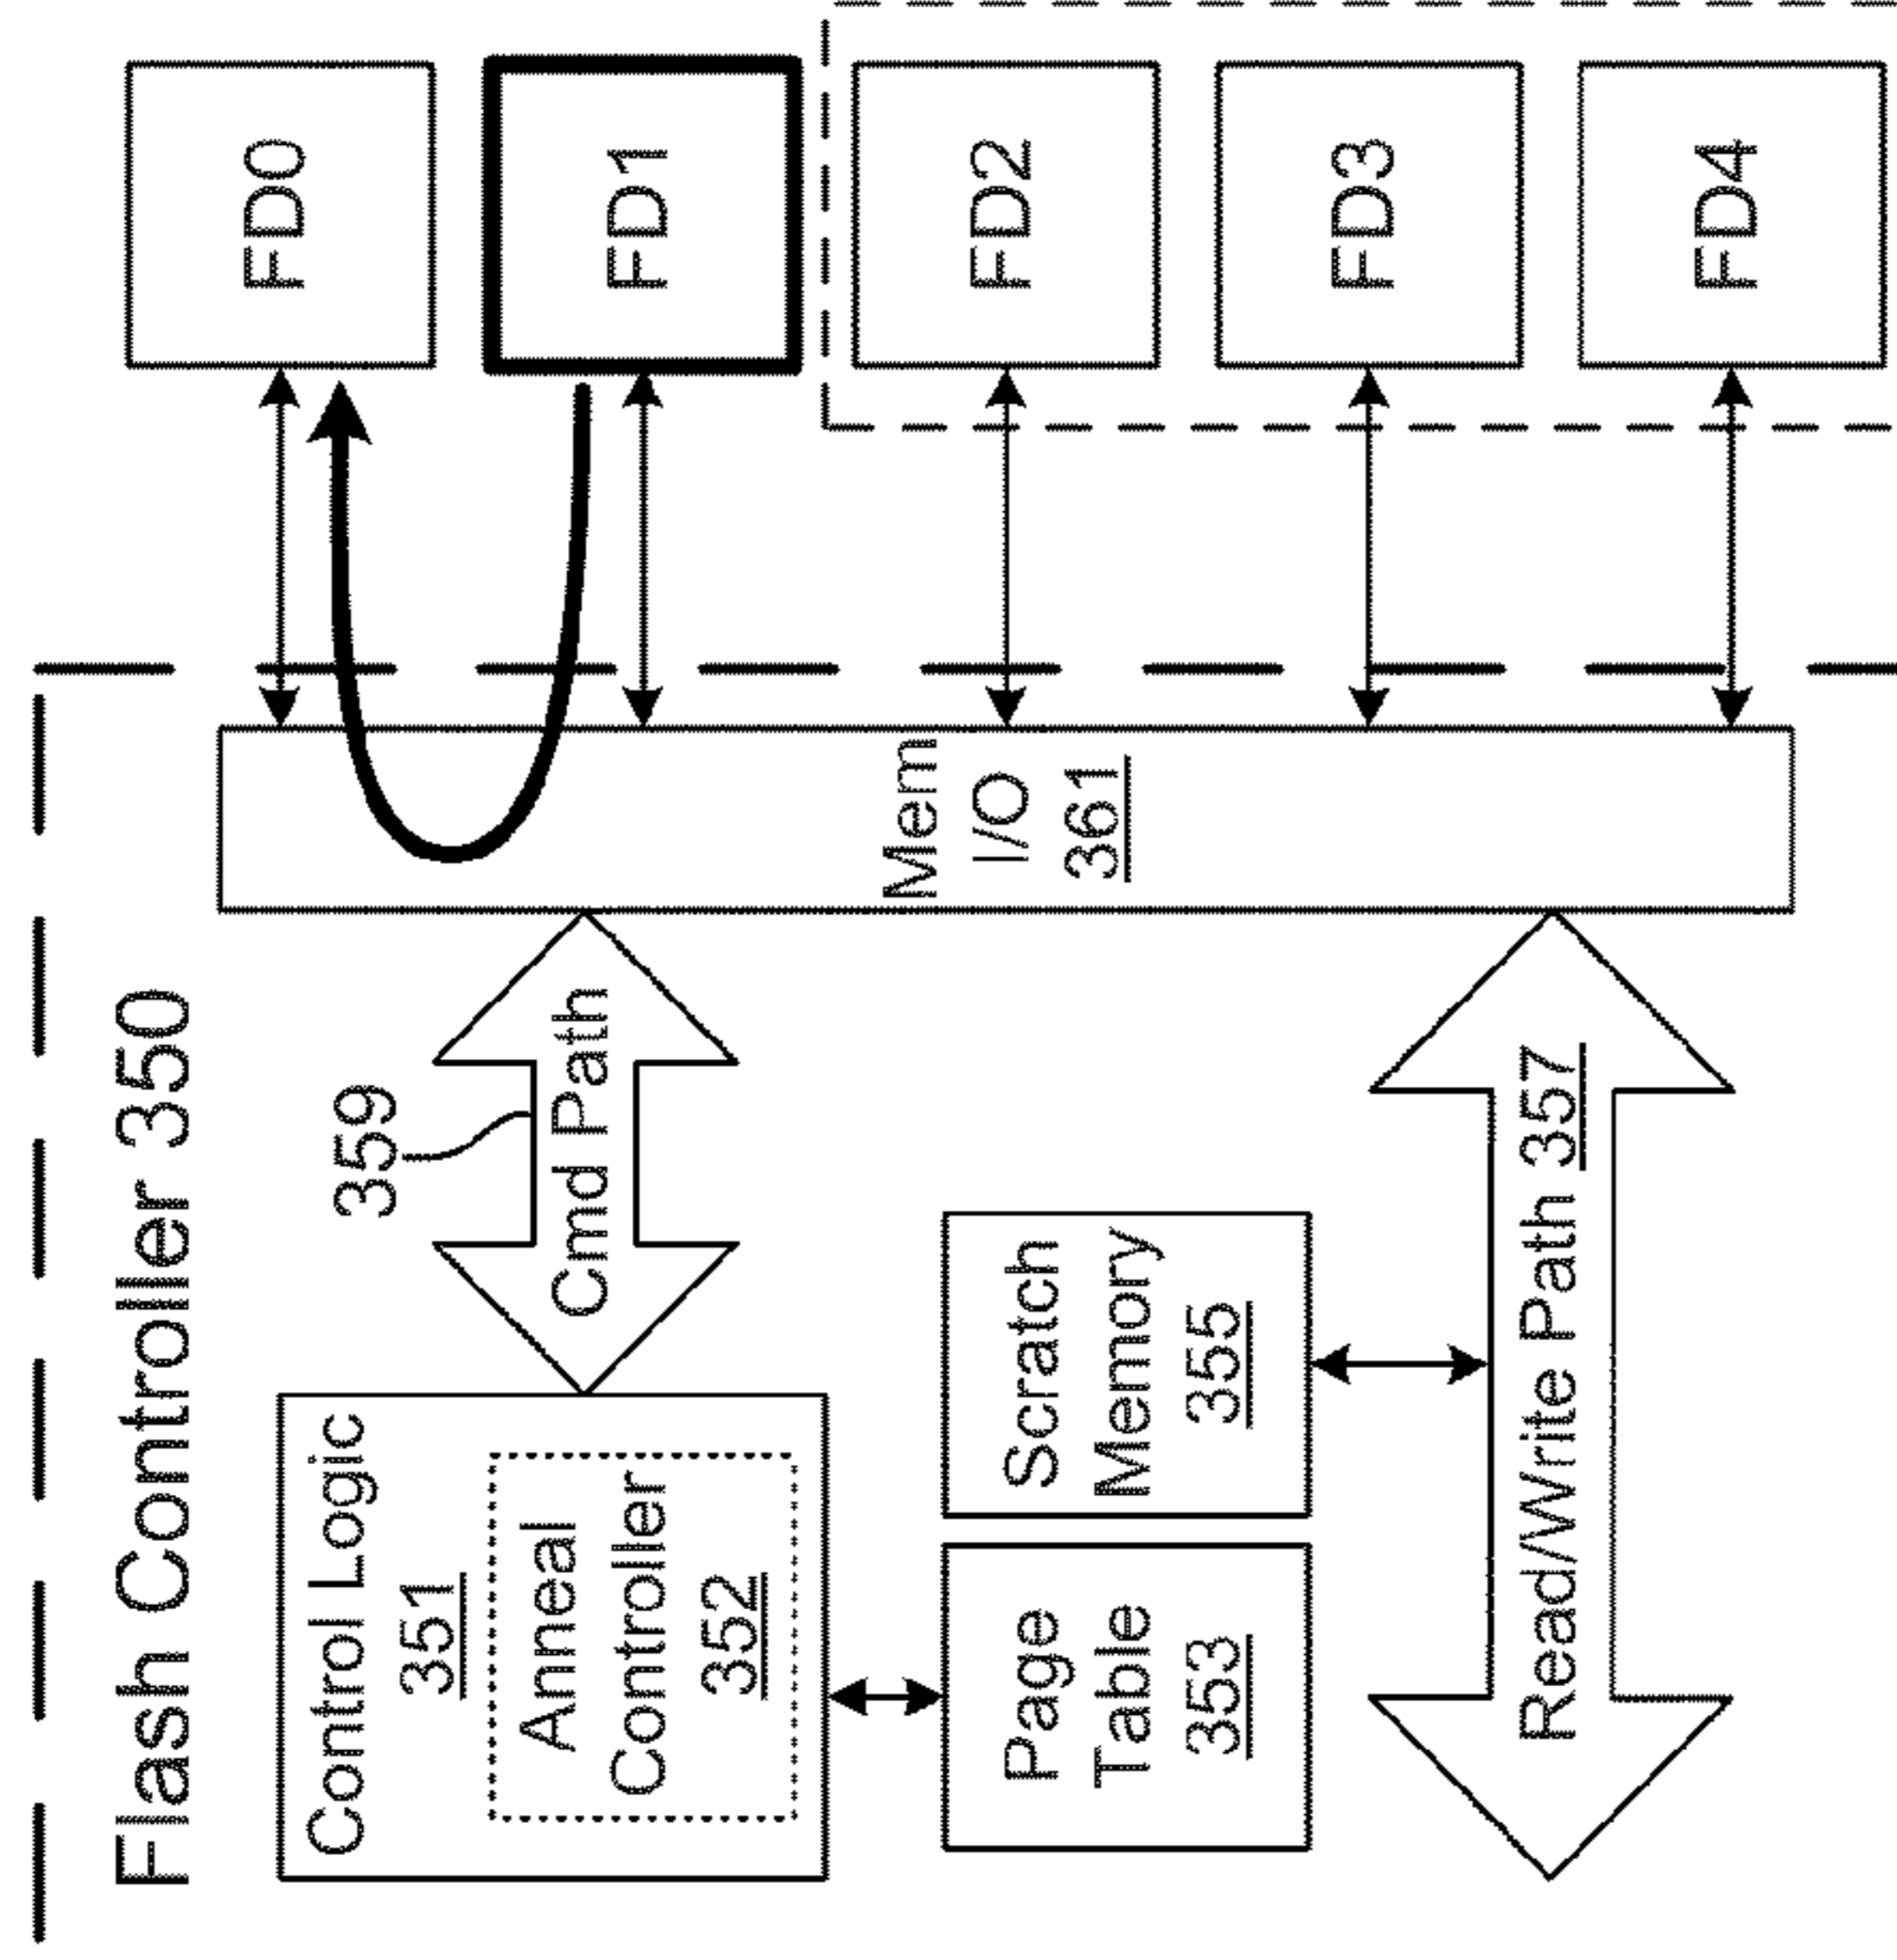 Flash Controller 350
Control Logic
351
Anneal
Controller
352
359
Cmd Path
Page
Table
353
Scratch
Memory
355
Read/Write Path 357
Mem
I/O
361
FD0
FD1
FD2
FD3
FD4